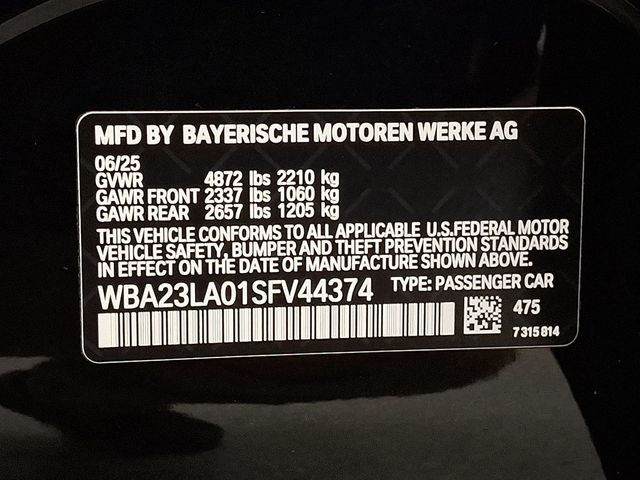 MFD BY BAYERISCHE MOTOREN WERKE AG
06/25
GVWR 4872 lbs 2210 kg
GAWR FRONT 2337 lbs 1060 kg
GAWR REAR 2657 lbs 1205 kg
THIS VEHICLE CONFORMS TO ALL APPLICABLE U.S.FEDERAL MOTOR
VEHICLE SAFETY, BUMPER AND THEFT PREVENTION STANDARDS
IN EFFECT ON THE DATE OF MANUFACTURE SHOWN ABOVE.
WBA23LA01SFV44374 TYPE: PASSENGER CAR
475
7 315 814